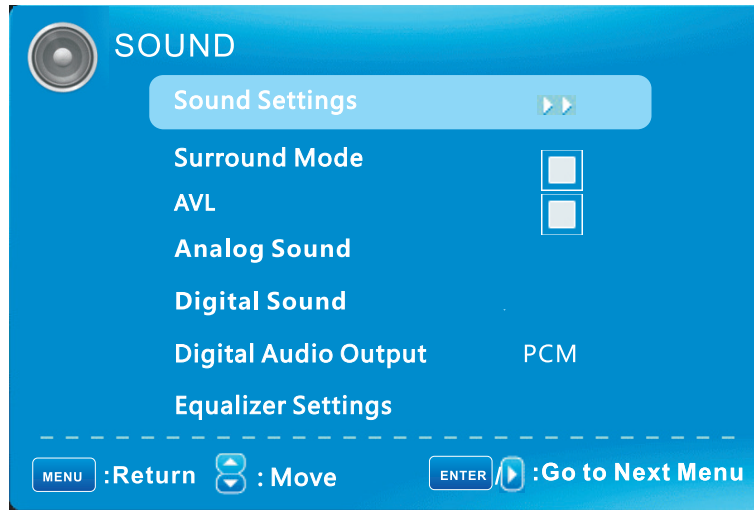 SOUND
Sound Settings
Surround Mode
AVL
Analog Sound
Digital Sound
Digital Audio Output PCM
Equalizer Settings
MENU :Return : Move ENTER / :Go to Next Menu